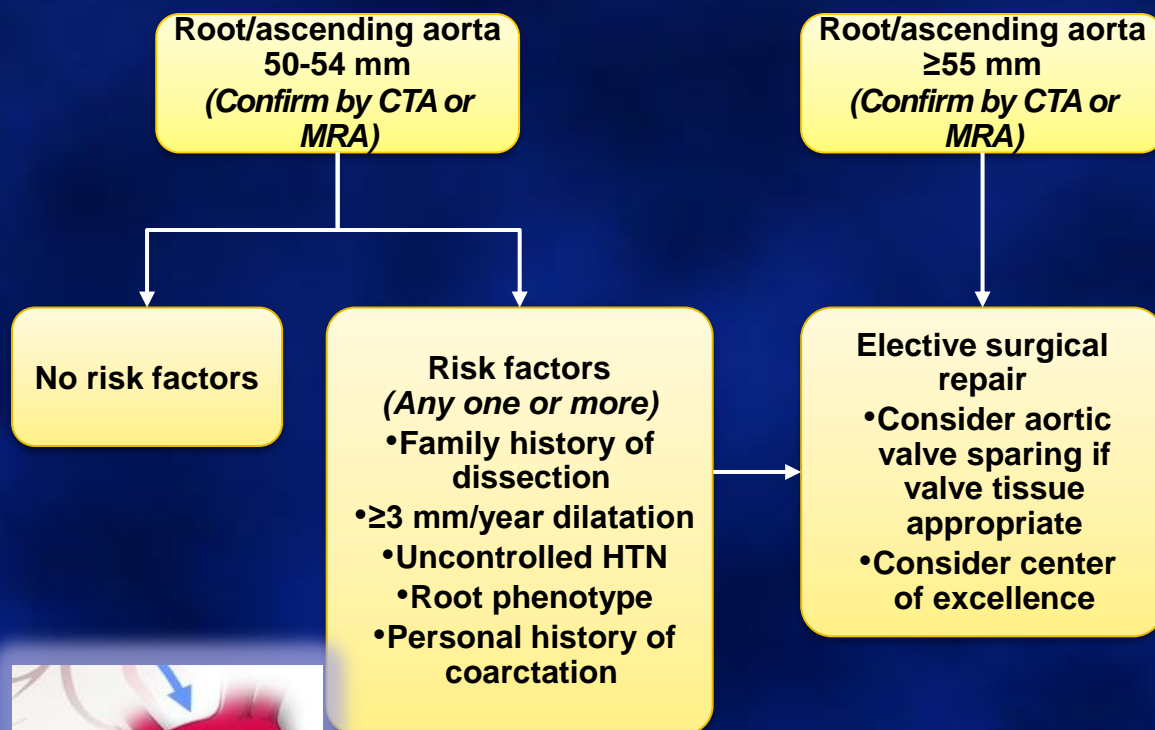 Root/ascending aorta
50-54 mm
(Confirm by CTA or
MRA)
Root/ascending aorta
≥55 mm
(Confirm by CTA or
MRA)
No risk factors
Risk factors
(Any one or more)
•Family history of
dissection
•≥3 mm/year dilatation
•Uncontrolled HTN
•Root phenotype
•Personal history of
coarctation
Elective surgical
repair
•Consider aortic
valve sparing if
valve tissue
appropriate
•Consider center
of excellence